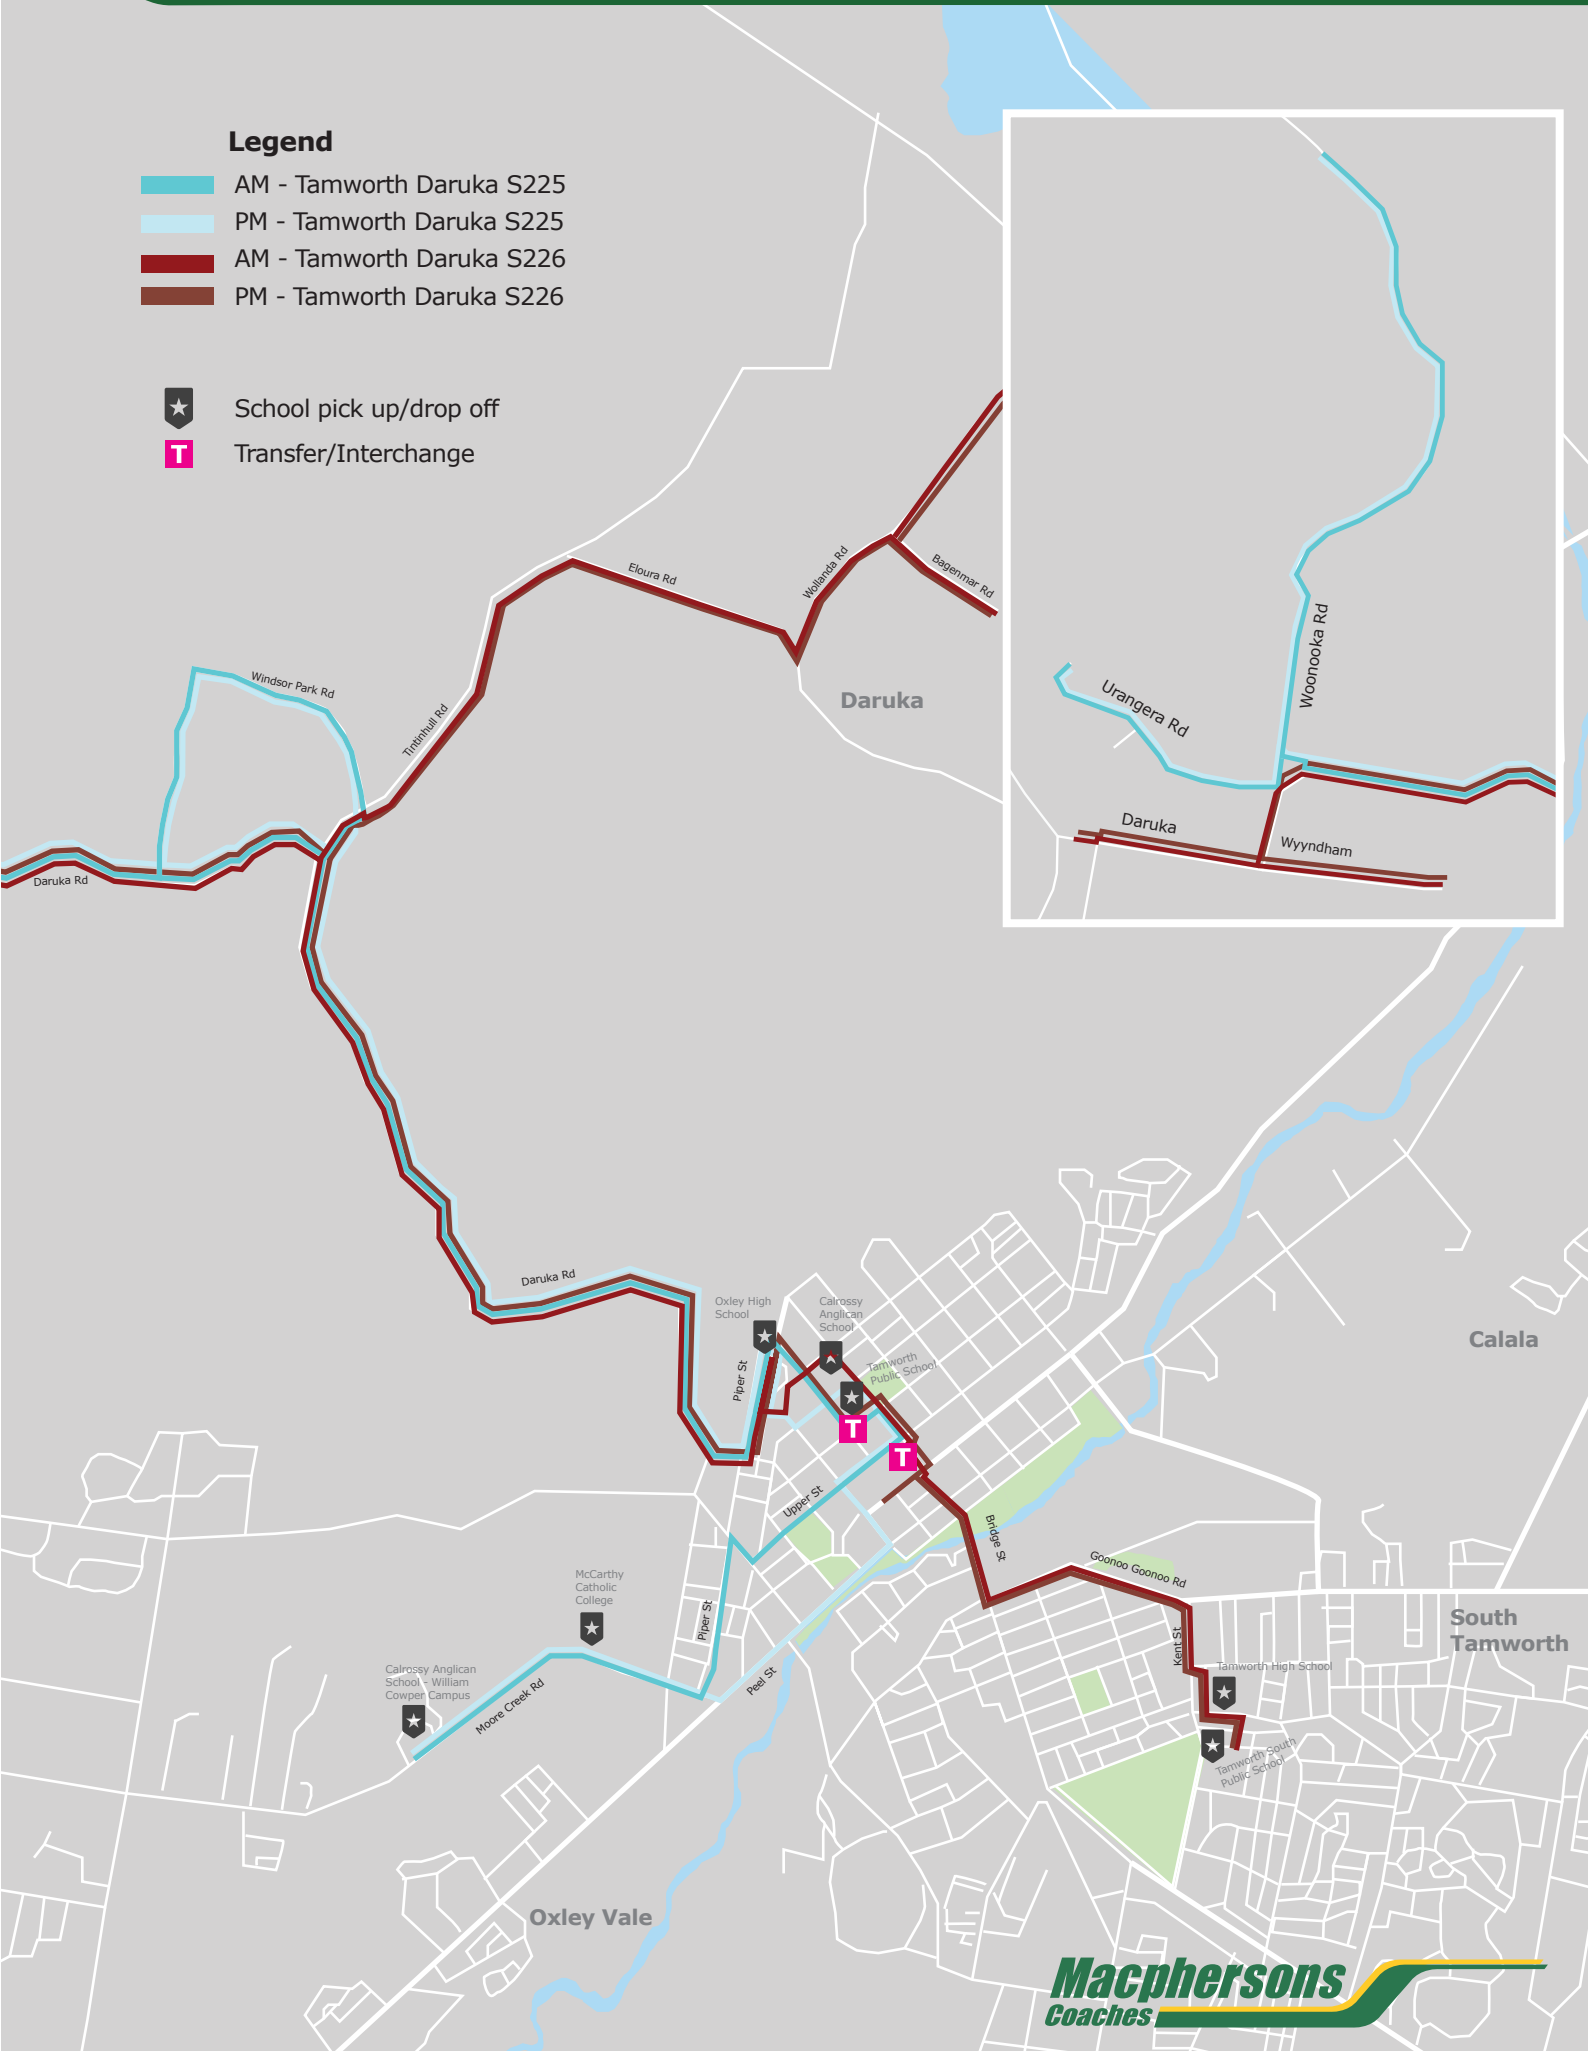 Legend
AM - Tamworth Daruka S225
PM - Tamworth Daruka S225
AM - Tamworth Daruka S226
PM - Tamworth Daruka S226
School pick up/drop off
T
Transfer/Interchange
Eloura Rd
Wollanda Rd
Bagenmar Rd
Daruka
Windsor Park Rd
Tintinhull Rd
Daruka Rd
Woonooka Rd
Urangera Rd
Daruka
Wyyndham
Daruka Rd
Oxley High
School
Calrossy
Anglican
School
Tamworth
Public School
Piper St
T
T
Calala
Upper St
Bridge St
Goonoo Goonoo Rd
McCarthy
Catholic
College
Piper St
Kent St
South
Tamworth
Tamworth High School
Calrossy Anglican
School - William
Cowper Campus
Moore Creek Rd
Peel St
Tamworth South
Public School
Oxley Vale
Macphersons
Coaches